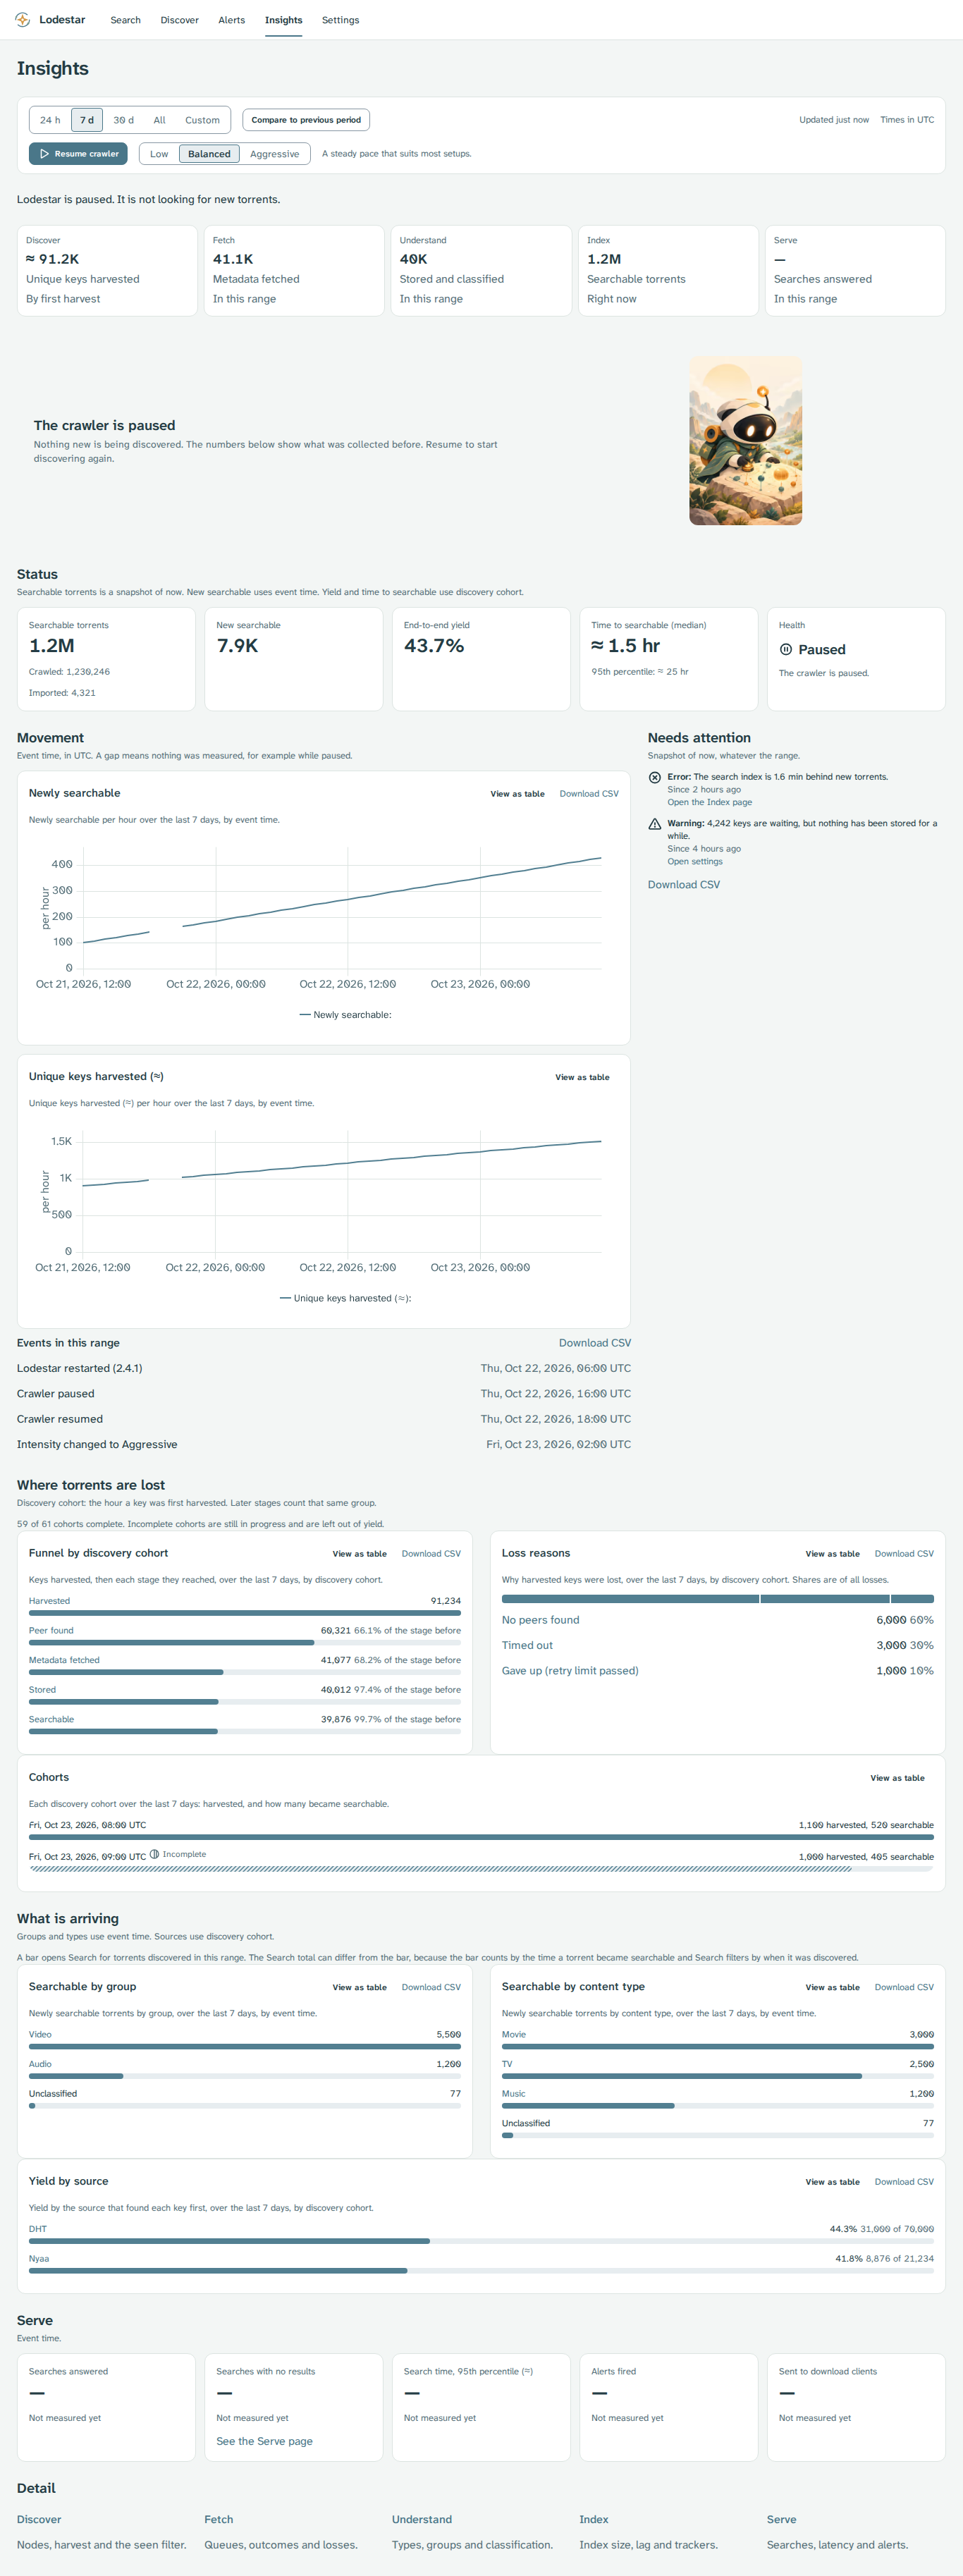 Lodestar Search Discover Alerts Insights Settings
Insights
24 h 7 d 30 d All Custom Compare to previous period Updated just now Times in UTC
Resume crawler Low Balanced Aggressive A steady pace that suits most setups.
Lodestar is paused. It is not looking for new torrents.
Discover
≈ 91.2K
Unique keys harvested
By first harvest
Fetch
41.1K
Metadata fetched
In this range
Understand
40K
Stored and classified
In this range
Index
1.2M
Searchable torrents
Right now
Serve
—
Searches answered
In this range
The crawler is paused
Nothing new is being discovered. The numbers below show what was collected before. Resume to start
discovering again.
Status
Searchable torrents is a snapshot of now. New searchable uses event time. Yield and time to searchable use discovery cohort.
Searchable torrents
1.2M
Crawled: 1,230,246
Imported: 4,321
New searchable
7.9K
End-to-end yield
43.7%
Time to searchable (median)
≈ 1.5 hr
95th percentile: ≈ 25 hr
Health
Paused
The crawler is paused.
Movement
Event time, in UTC. A gap means nothing was measured, for example while paused.
Newly searchable View as table Download CSV
Newly searchable per hour over the last 7 days, by event time.
per hour
400
300
200
100
0
Oct 21, 2026, 12:00 Oct 22, 2026, 00:00 Oct 22, 2026, 12:00 Oct 23, 2026, 00:00
Newly searchable:
Needs attention
Snapshot of now, whatever the range.
Error: The search index is 1.6 min behind new torrents.
Since 2 hours ago
Open the Index page
Warning: 4,242 keys are waiting, but nothing has been stored for a
while.
Since 4 hours ago
Open settings
Download CSV
Unique keys harvested (≈) View as table
Unique keys harvested (≈) per hour over the last 7 days, by event time.
per hour
1.5K
1K
500
0
Oct 21, 2026, 12:00 Oct 22, 2026, 00:00 Oct 22, 2026, 12:00 Oct 23, 2026, 00:00
Unique keys harvested (≈):
Events in this range Download CSV
Lodestar restarted (2.4.1) Thu, Oct 22, 2026, 06:00 UTC
Crawler paused Thu, Oct 22, 2026, 16:00 UTC
Crawler resumed Thu, Oct 22, 2026, 18:00 UTC
Intensity changed to Aggressive Fri, Oct 23, 2026, 02:00 UTC
Where torrents are lost
Discovery cohort: the hour a key was first harvested. Later stages count that same group.
59 of 61 cohorts complete. Incomplete cohorts are still in progress and are left out of yield.
Funnel by discovery cohort View as table Download CSV
Keys harvested, then each stage they reached, over the last 7 days, by discovery cohort.
Harvested 91,234
Peer found 60,321 66.1% of the stage before
Metadata fetched 41,077 68.2% of the stage before
Stored 40,012 97.4% of the stage before
Searchable 39,876 99.7% of the stage before
Loss reasons View as table Download CSV
Why harvested keys were lost, over the last 7 days, by discovery cohort. Shares are of all losses.
No peers found 6,000 60%
Timed out 3,000 30%
Gave up (retry limit passed) 1,000 10%
Cohorts View as table
Each discovery cohort over the last 7 days: harvested, and how many became searchable.
Fri, Oct 23, 2026, 08:00 UTC 1,100 harvested, 520 searchable
Fri, Oct 23, 2026, 09:00 UTC Incomplete 1,000 harvested, 405 searchable
What is arriving
Groups and types use event time. Sources use discovery cohort.
A bar opens Search for torrents discovered in this range. The Search total can differ from the bar, because the bar counts by the time a torrent became searchable and Search filters by when it was discovered.
Searchable by group View as table Download CSV
Newly searchable torrents by group, over the last 7 days, by event time.
Video 5,500
Audio 1,200
Unclassified 77
Searchable by content type View as table Download CSV
Newly searchable torrents by content type, over the last 7 days, by event time.
Movie 3,000
TV 2,500
Music 1,200
Unclassified 77
Yield by source View as table Download CSV
Yield by the source that found each key first, over the last 7 days, by discovery cohort.
DHT 44.3% 31,000 of 70,000
Nyaa 41.8% 8,876 of 21,234
Serve
Event time.
Searches answered
—
Not measured yet
Searches with no results
—
Not measured yet
See the Serve page
Search time, 95th percentile (≈)
—
Not measured yet
Alerts fired
—
Not measured yet
Sent to download clients
—
Not measured yet
Detail
Discover
Nodes, harvest and the seen filter.
Fetch
Queues, outcomes and losses.
Understand
Types, groups and classification.
Index
Index size, lag and trackers.
Serve
Searches, latency and alerts.